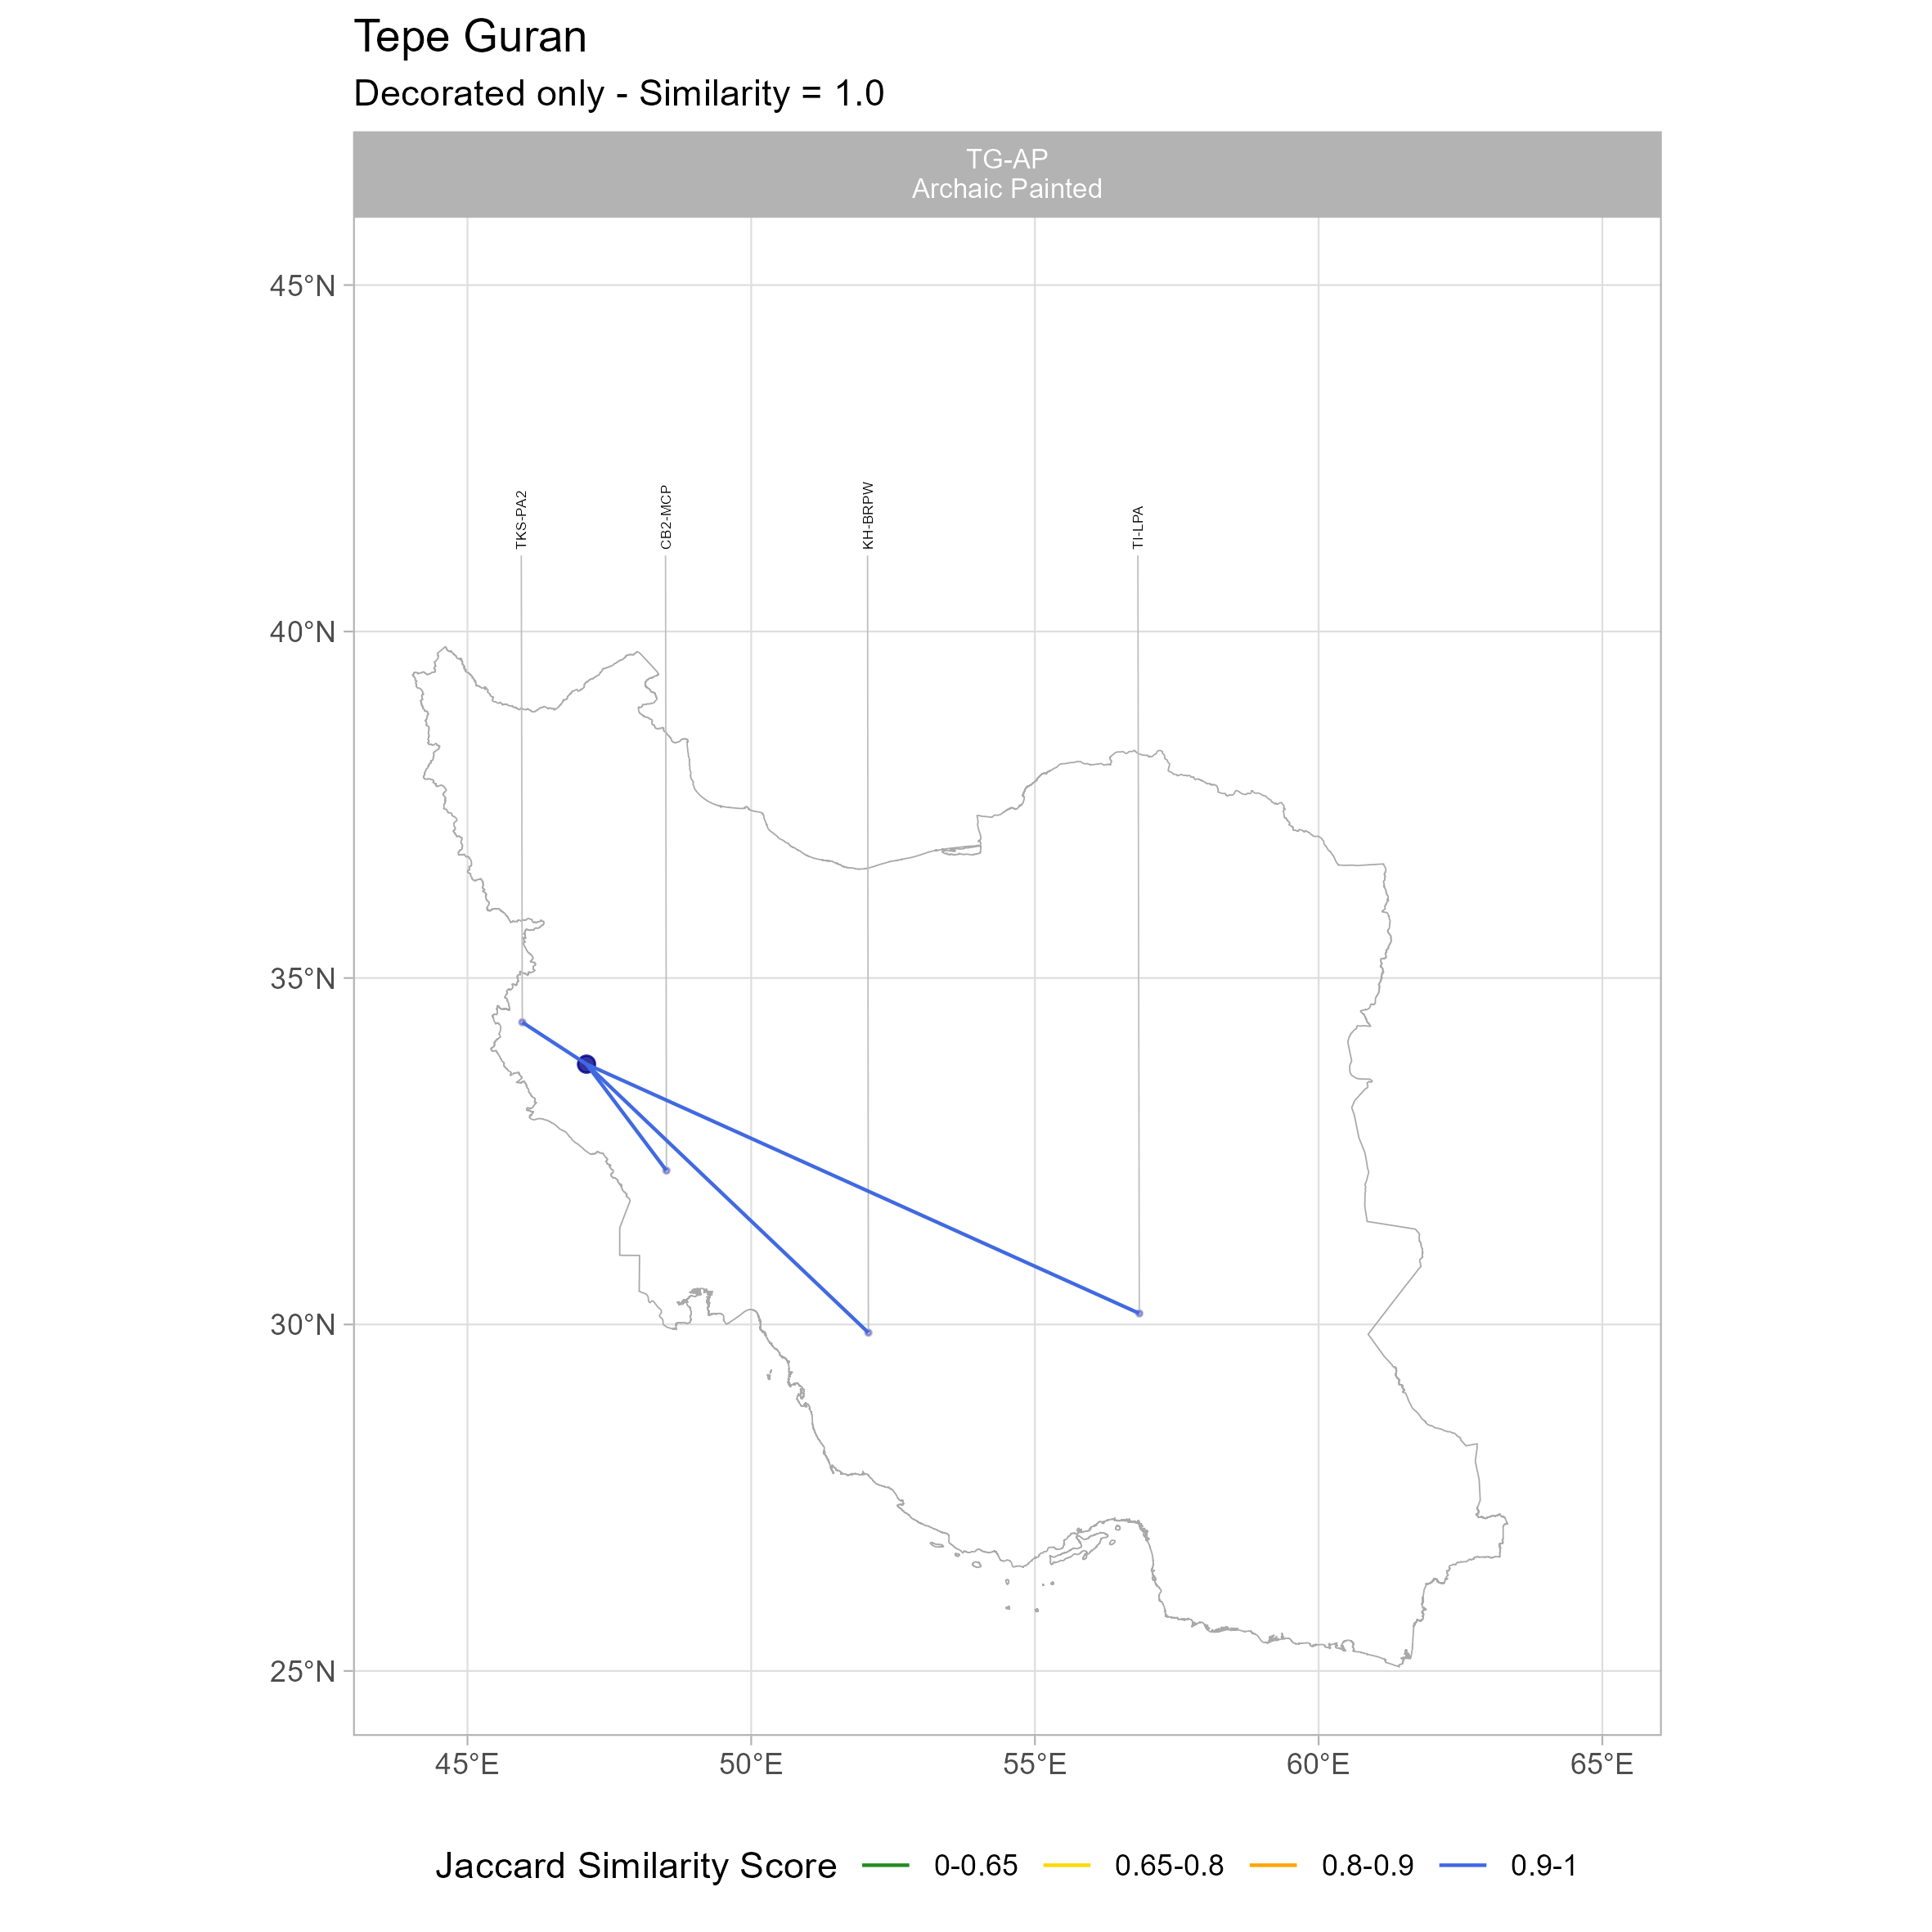 Tepe Guran
Decorated only - Similarity = 1.0
TG-AP
Archaic Painted
45°N
40°N
35°N
30°N
25°N
TKS-PA2
CB2-MCP
KH-BRPW
TI-LPA
45°E
50°E
55°E
60°E
65°E
Jaccard Similarity Score 0-0.65 0.65-0.8 0.8-0.9 0.9-1